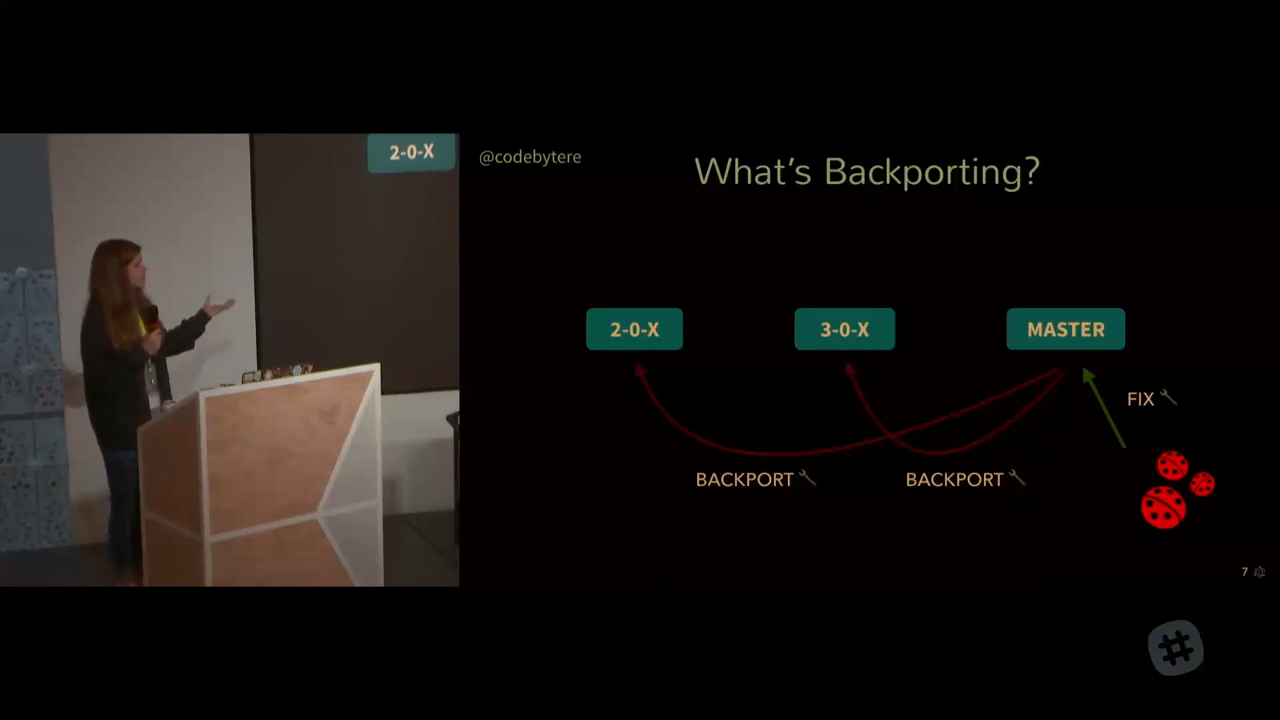 2-0-X
@codebytere
What's Backporting?
2-0-X
3-0-X
MASTER
FIX
BACKPORT
BACKPORT
7